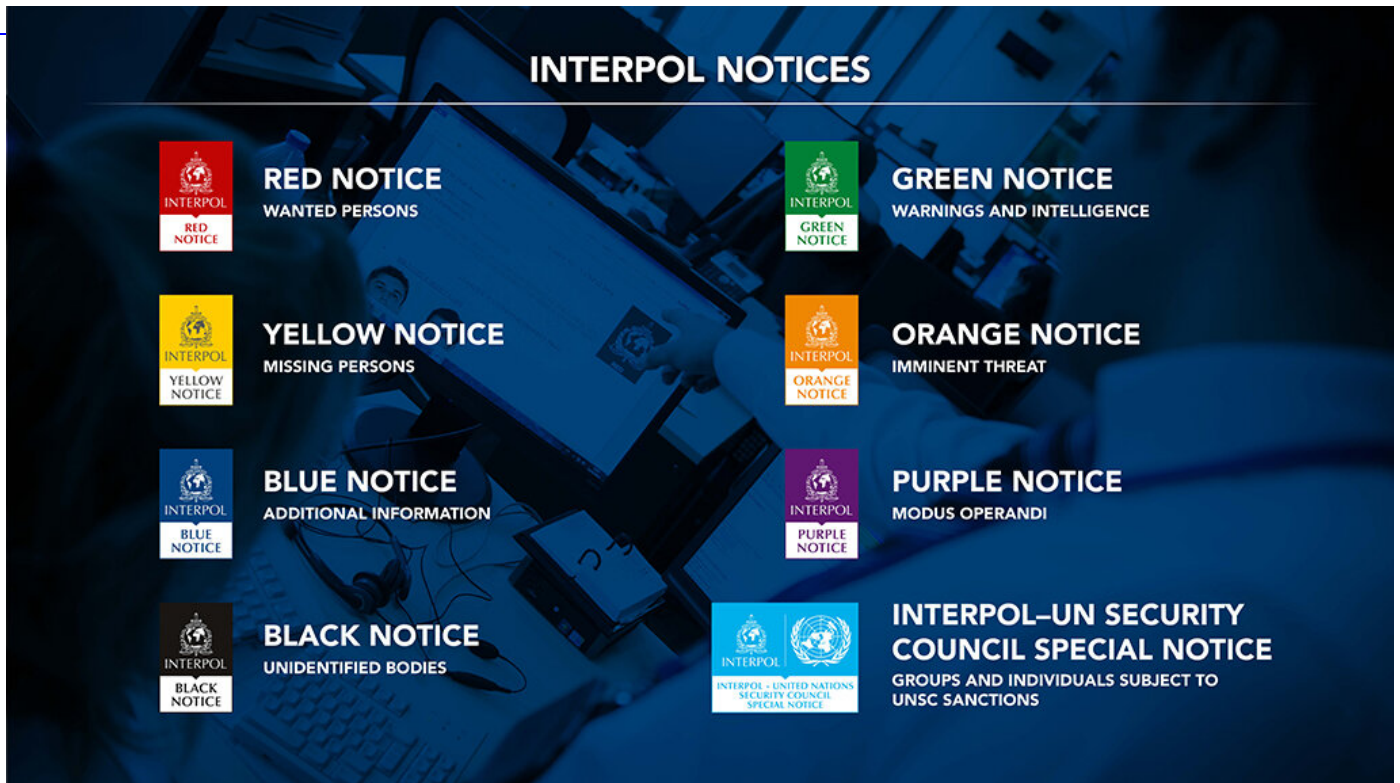 INTERPOL NOTICES
INTERPOL
RED
NOTICE
RED NOTICE
WANTED PERSONS
INTERPOL
GREEN
NOTICE
GREEN NOTICE
WARNINGS AND INTELLIGENCE
INTERPOL
YELLOW
NOTICE
YELLOW NOTICE
MISSING PERSONS
INTERPOL
ORANGE
NOTICE
ORANGE NOTICE
IMMINENT THREAT
INTERPOL
BLUE
NOTICE
BLUE NOTICE
ADDITIONAL INFORMATION
INTERPOL
PURPLE
NOTICE
PURPLE NOTICE
MODUS OPERANDI
INTERPOL
BLACK
NOTICE
BLACK NOTICE
UNIDENTIFIED BODIES
INTERPOL
INTERPOL - UNITED NATIONS
SECURITY COUNCIL
SPECIAL NOTICE
INTERPOL–UN SECURITY
COUNCIL SPECIAL NOTICE
GROUPS AND INDIVIDUALS SUBJECT TO
UNSC SANCTIONS